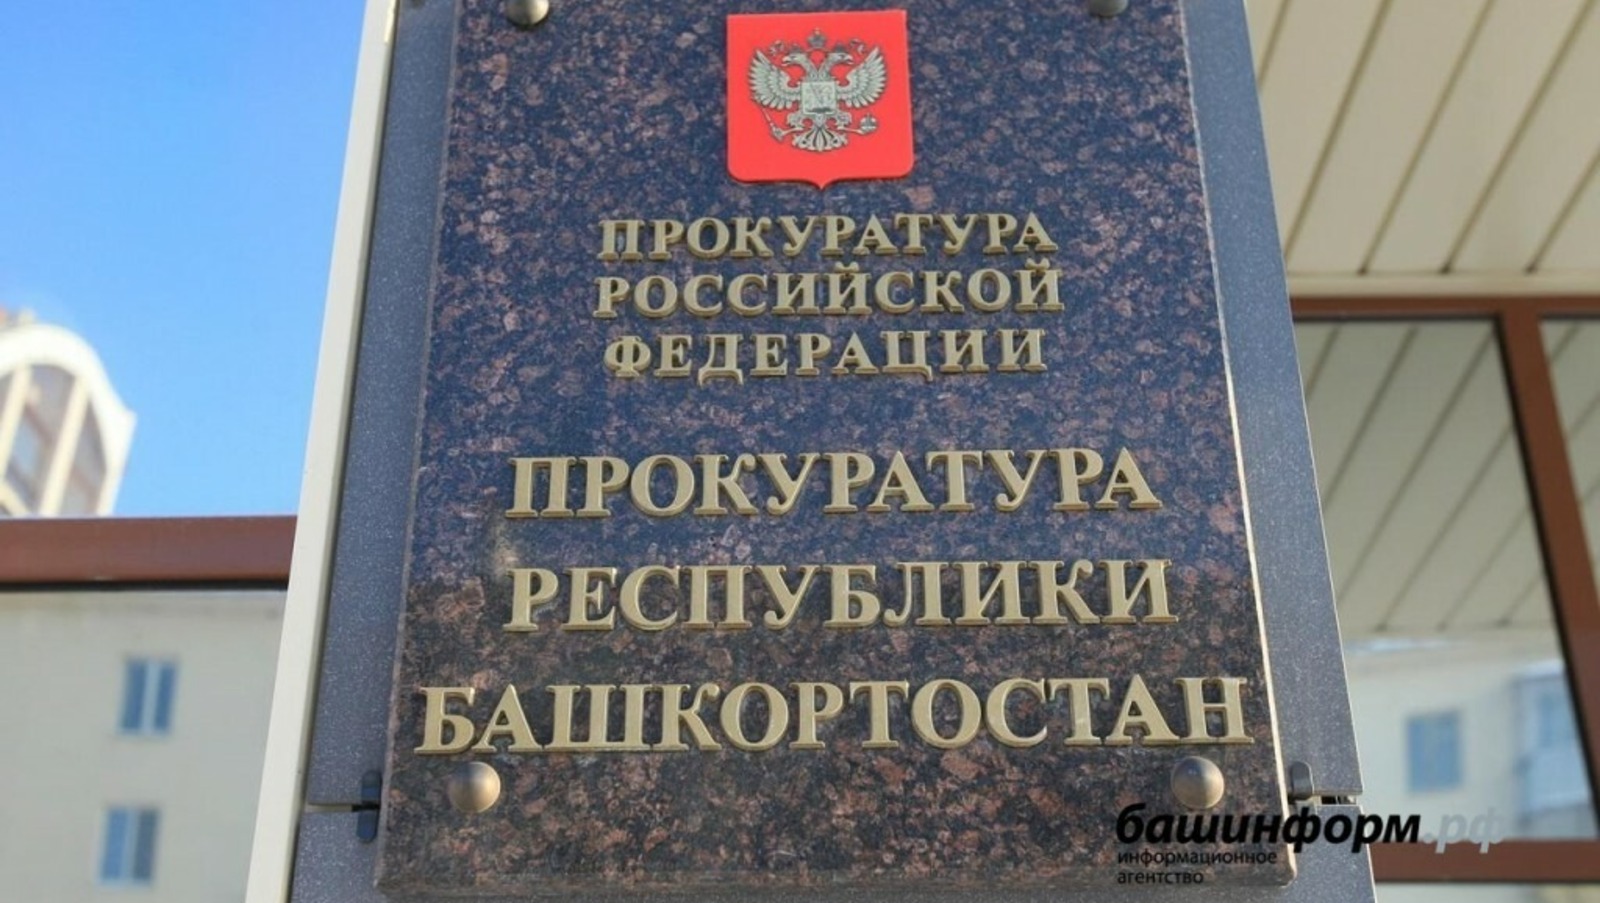 ПРОКУРАТУРА
РОССИЙСКОЙ
ФЕДЕРАЦИИ
ПРОКУРАТУРА
РЕСПУБЛИКИ
БАШКОРТОСТАН
башинформ.рф
информационное
агентство